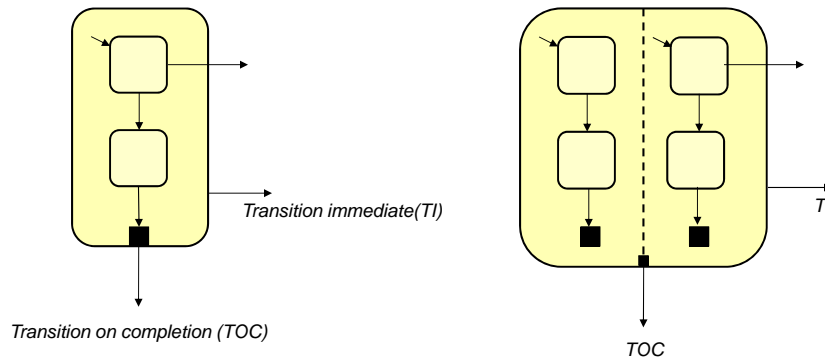 Transition immediate(TI)
T
Transition on completion (TOC)
TOC